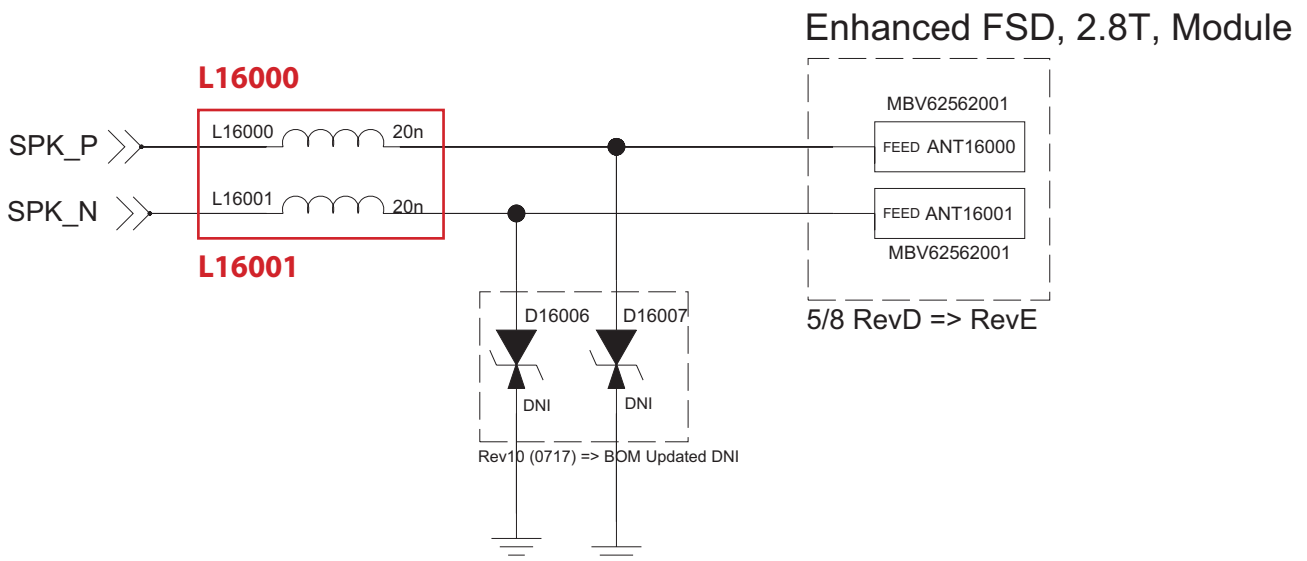 Enhanced FSD, 2.8T, Module
L16000
MBV62562001
L16000 20n
SPK_P
FEED ANT16000
L16001 20n
SPK_N
FEED ANT16001
MBV62562001
L16001
D16006 D16007
5/8 RevD => RevE
DNI DNI
Rev10 (0717) => BOM Updated DNI